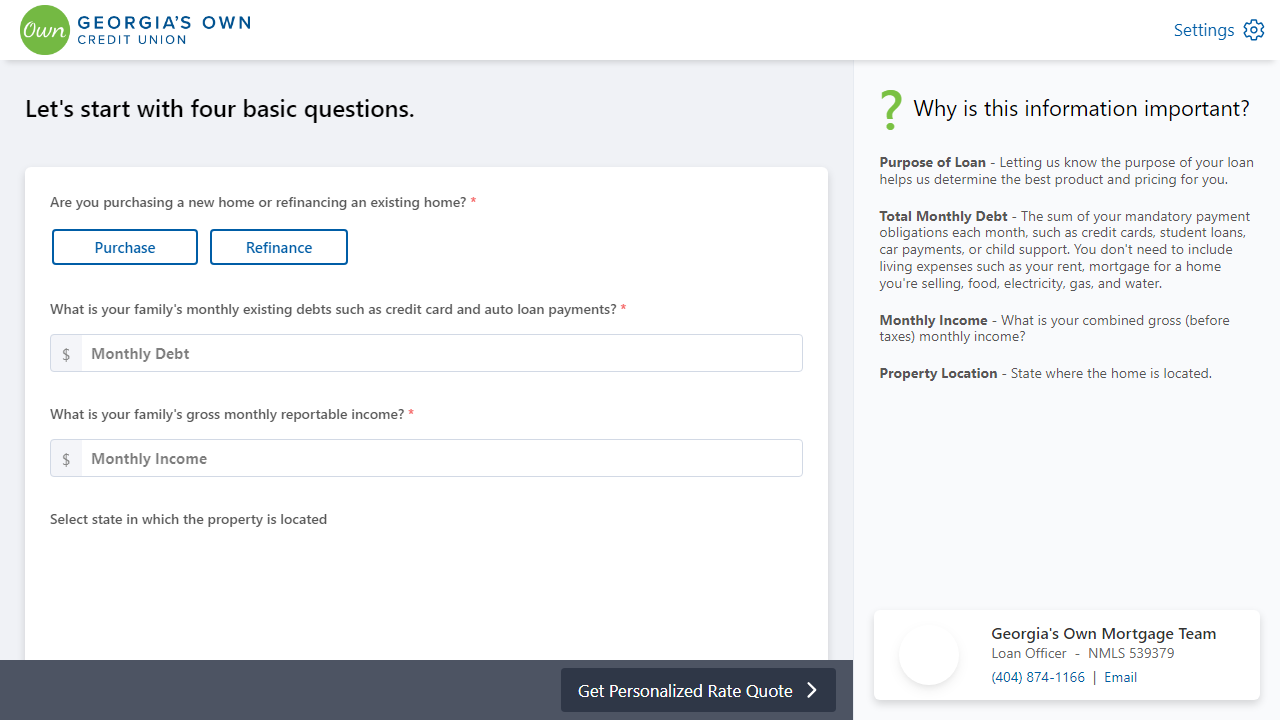 Own
GEORGIA'S OWN
CREDIT UNION
Settings
Let's start with four basic questions.
Are you purchasing a new home or refinancing an existing home? *
Purchase
Refinance
What is your family's monthly existing debts such as credit card and auto loan payments? *
$ Monthly Debt
What is your family's gross monthly reportable income? *
$ Monthly Income
Select state in which the property is located
Get Personalized Rate Quote
? Why is this information important?
Purpose of Loan - Letting us know the purpose of your loan
helps us determine the best product and pricing for you.
Total Monthly Debt - The sum of your mandatory payment
obligations each month, such as credit cards, student loans,
car payments, or child support. You don't need to include
living expenses such as your rent, mortgage for a home
you're selling, food, electricity, gas, and water.
Monthly Income - What is your combined gross (before
taxes) monthly income?
Property Location - State where the home is located.
Georgia's Own Mortgage Team
Loan Officer - NMLS 539379
(404) 874-1166 | Email